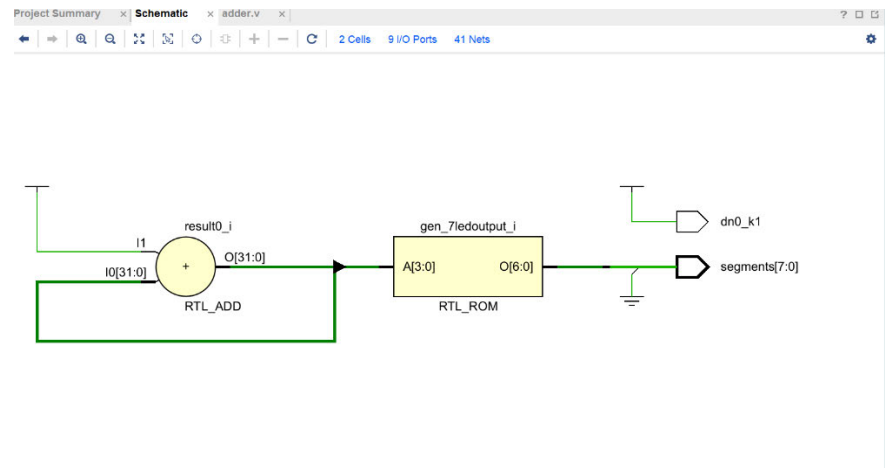 Project Summary × Schematic × adder.v ×
2 Cells 9 I/O Ports 41 Nets
result0_i
I1
I0[31:0]
+
O[31:0]
RTL_ADD
gen_7ledoutput_i
A[3:0] O[6:0]
RTL_ROM
dn0_k1
segments[7:0]